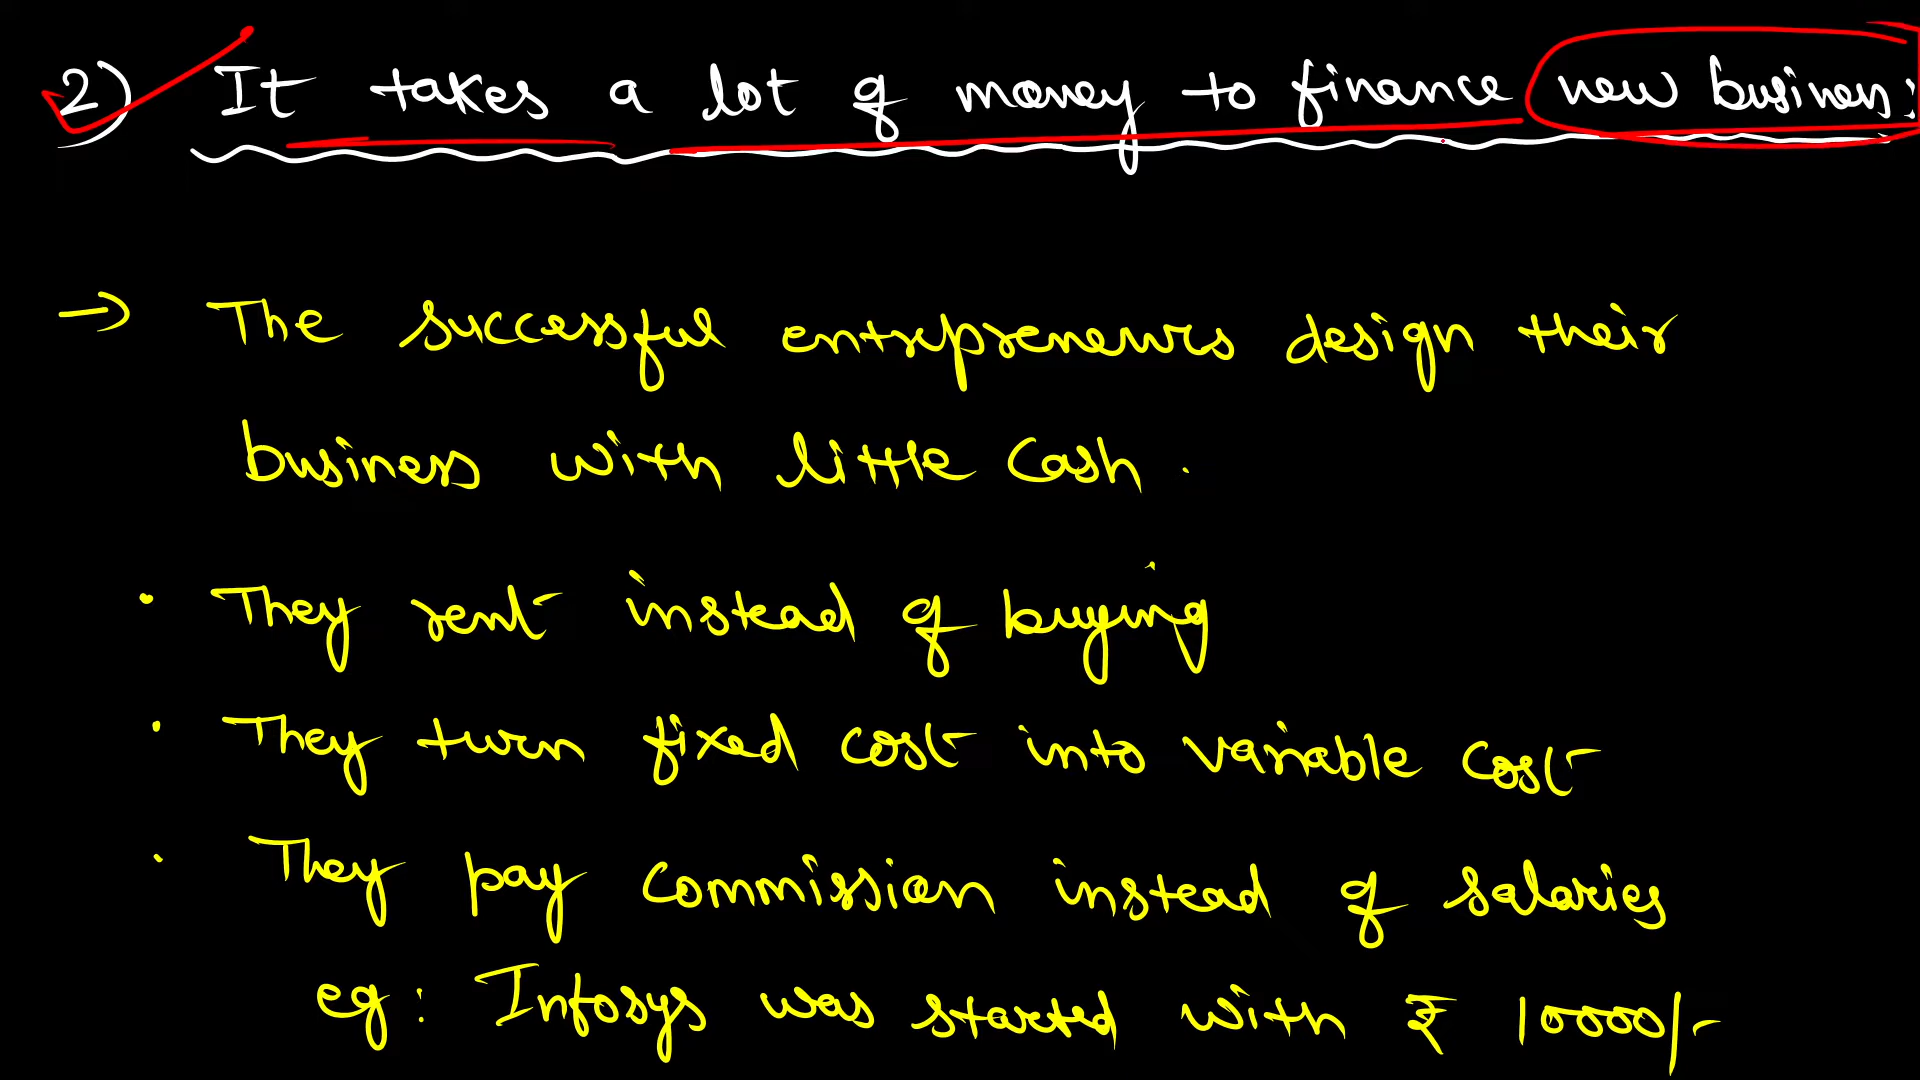 2) It takes a lot of money to finance new business:
→ The successful entrepreneurs design their
business with little cash.
• They rent instead of buying
• They turn fixed cost into variable cost
• They pay commission instead of salaries
eg: Infosys was started with ₹ 10000/-